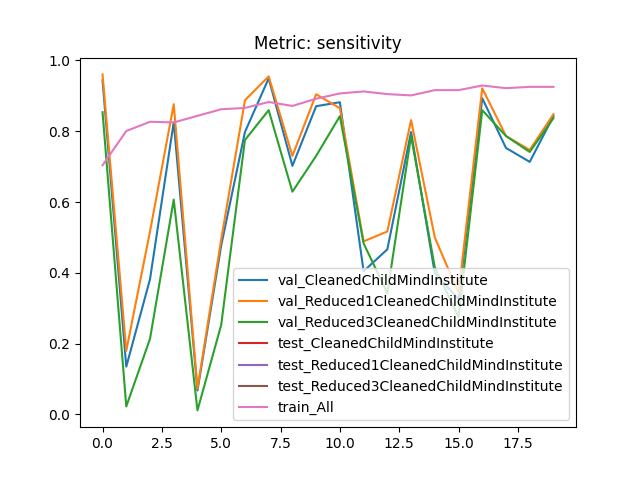 Metric: sensitivity
1.0
0.8
0.6
0.4
0.2
0.0
val_CleanedChildMindInstitute
val_Reduced1CleanedChildMindInstitute
val_Reduced3CleanedChildMindInstitute
test_CleanedChildMindInstitute
test_Reduced1CleanedChildMindInstitute
test_Reduced3CleanedChildMindInstitute
train_All
0.0 2.5 5.0 7.5 10.0 12.5 15.0 17.5